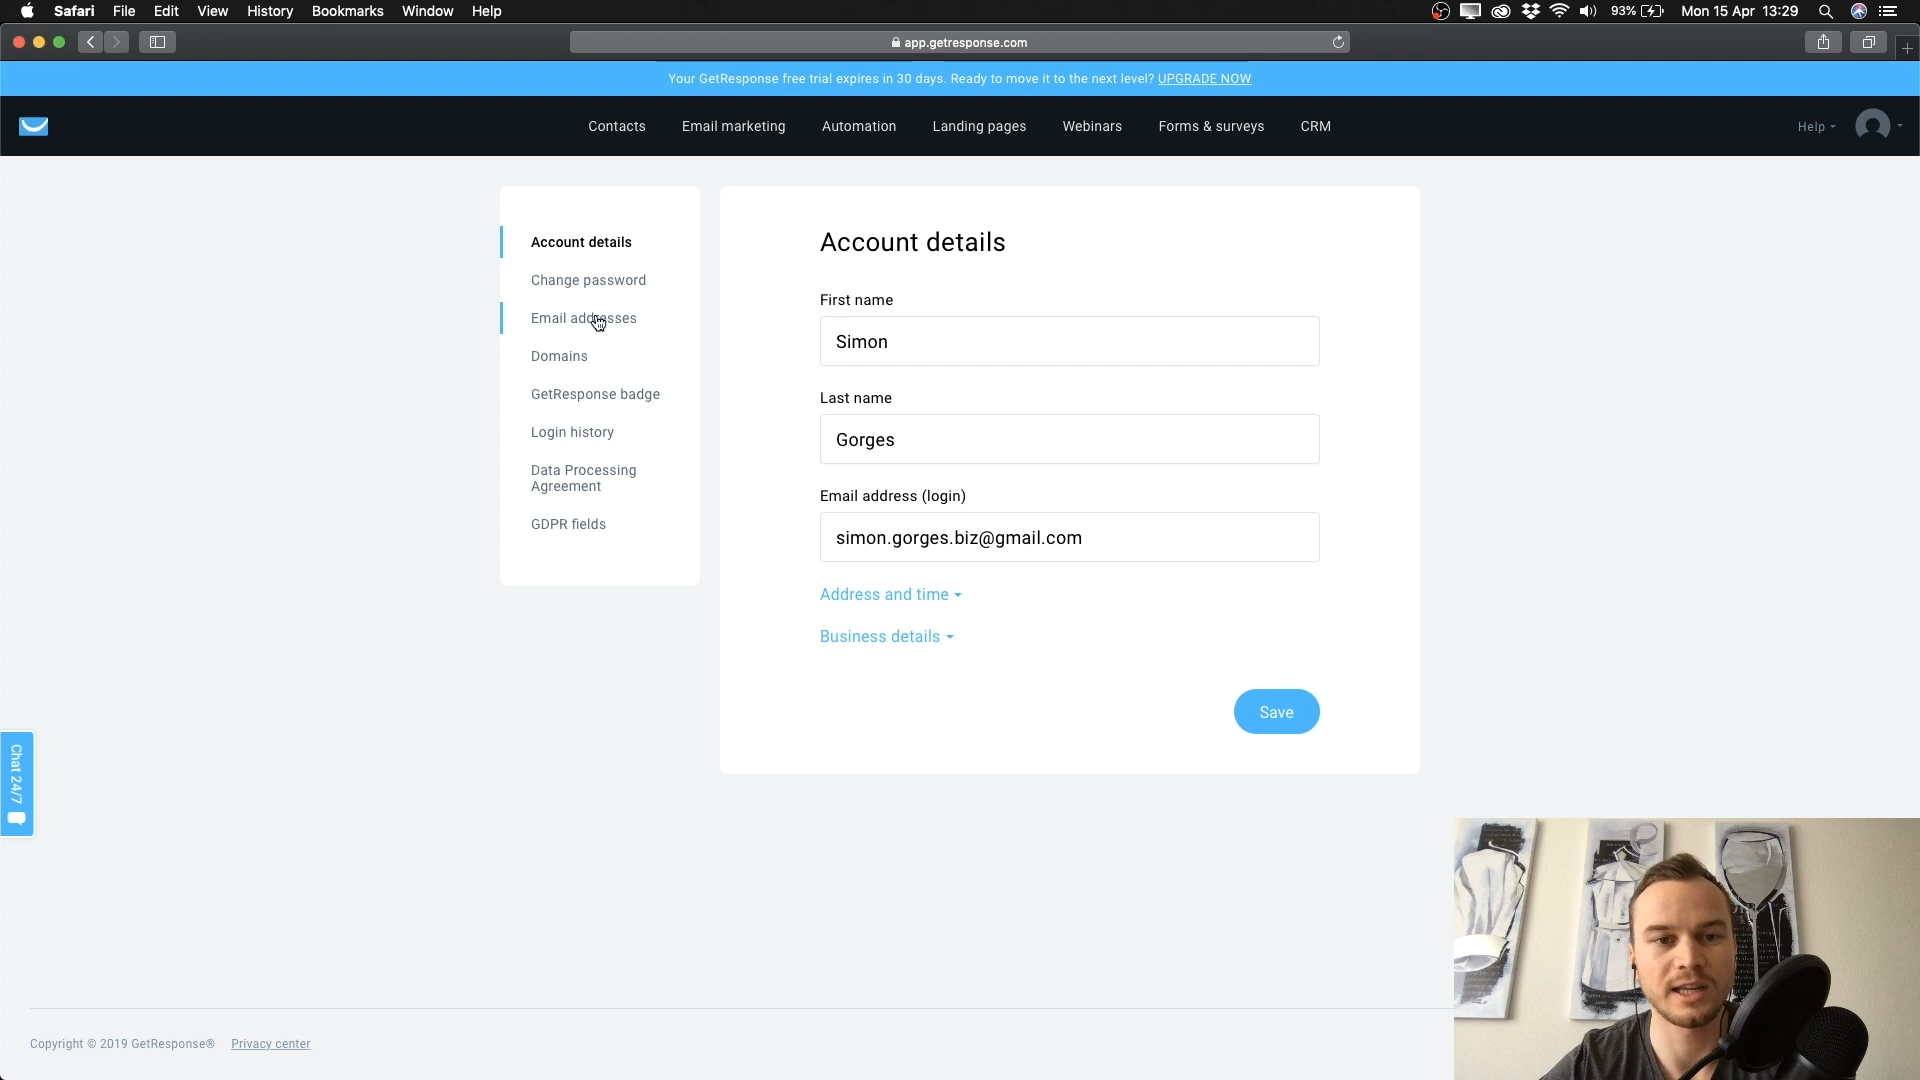 Safari File Edit View History Bookmarks Window Help 93% Mon 15 Apr 13:29
app.getresponse.com
Your GetResponse free trial expires in 30 days. Ready to move it to the next level? UPGRADE NOW
Contacts Email marketing Automation Landing pages Webinars Forms & surveys CRM Help
Account details
Change password
Email addresses
Domains
GetResponse badge
Login history
Data Processing
Agreement
GDPR fields
Account details
First name
Simon
Last name
Gorges
Email address (login)
simon.gorges.biz@gmail.com
Address and time
Business details
Save
Chat 24/7
Copyright © 2019 GetResponse® Privacy center